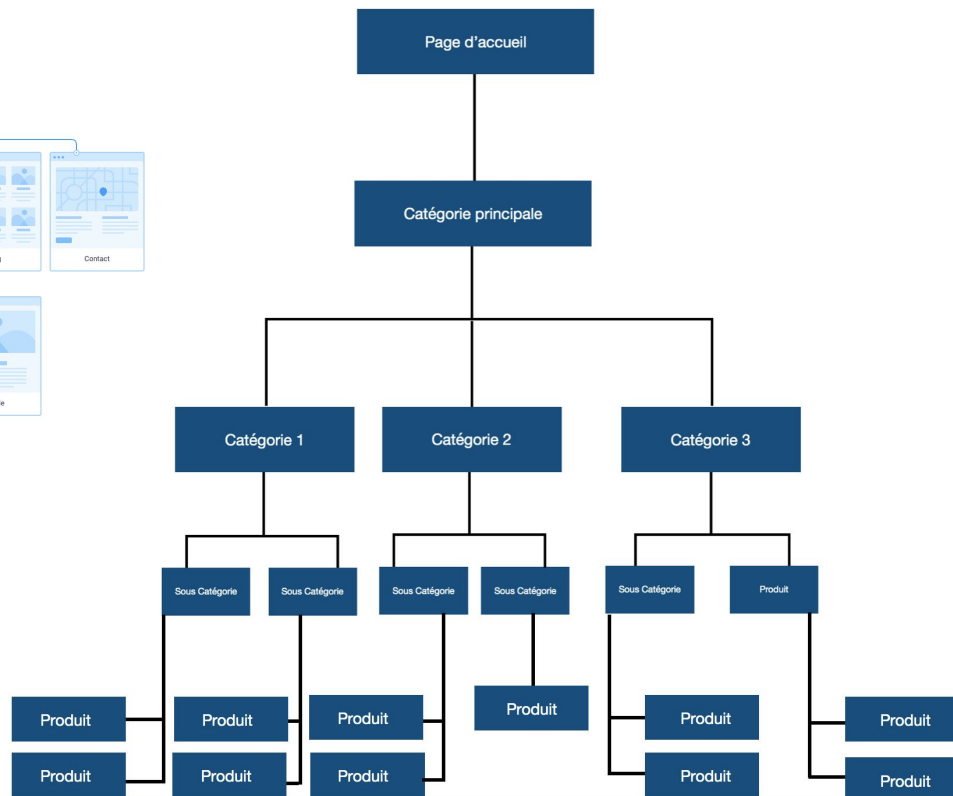 Page d'accueil
Catégorie principale
Contact
Catégorie 1
Catégorie 2
Catégorie 3
Sous Catégorie
Sous Catégorie
Sous Catégorie
Sous Catégorie
Sous Catégorie
Produit
Produit
Produit
Produit
Produit
Produit
Produit
Produit
Produit
Produit
Produit
Produit